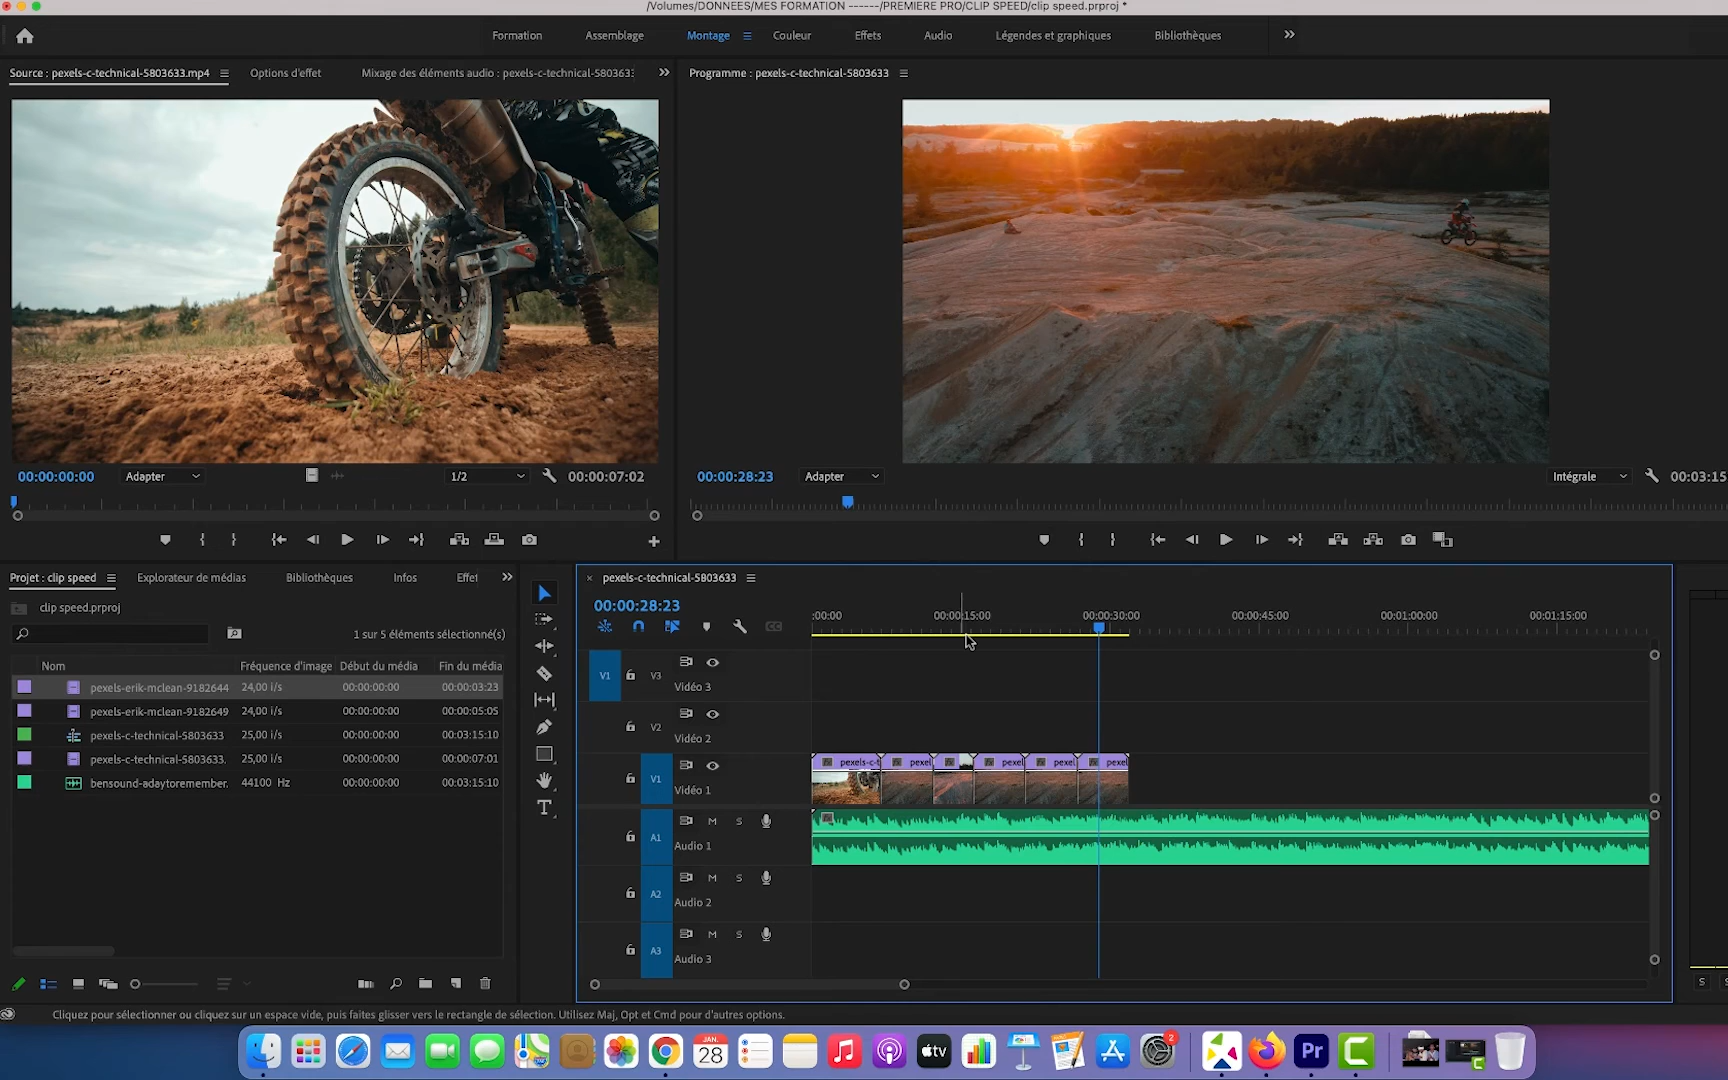 /Volumes/DONNEES/MES FORMATION ------/PREMIERE PRO/CLIP SPEED/clip speed.prproj *
Formation Assemblage Montage Couleur Effets Audio Légendes et graphiques Bibliothèques
Source : pexels-c-technical-5803633.mp4 Options d'effet Mixage des éléments audio : pexels-c-technical-580363: Programme : pexels-c-technical-5803633
00:00:00:00 Adapter 1/2 00:00:07:02 00:00:28:23 Adapter Intégrale 00:03:15
Projet : clip speed Explorateur de médias Bibliothèques Infos Effet
clip speed.prproj
1 sur 5 éléments sélectionné(s)
Nom Fréquence d'image Début du média Fin du média
pexels-erik-mclean-9182644 24,00 i/s 00:00:00:00 00:00:03:23
pexels-erik-mclean-9182649 24,00 i/s 00:00:00:00 00:00:05:05
pexels-c-technical-5803633 25,00 i/s 00:00:00:00 00:03:15:10
pexels-c-technical-5803633. 25,00 i/s 00:00:00:00 00:00:07:01
bensound-adaytoremember. 44100 Hz 00:00:00:00 00:03:15:10
pexels-c-technical-5803633
00:00:28:23
:00:00 00:00:15:00 00:00:30:00 00:00:45:00 00:01:00:00 00:01:15:00
V1 V3 Vidéo 3
V2 Vidéo 2
V1 Vidéo 1
fx pexels-c-t fx pexel fx fx pexel fx pexel fx pexel
A1 M S Audio 1
A2 M S Audio 2
A3 M S Audio 3
S S
Cliquez pour sélectionner ou cliquez sur un espace vide, puis faites glisser vers le rectangle de sélection. Utilisez Maj, Opt et Cmd pour d'autres options.
JAN.
28
tv
2
Pr